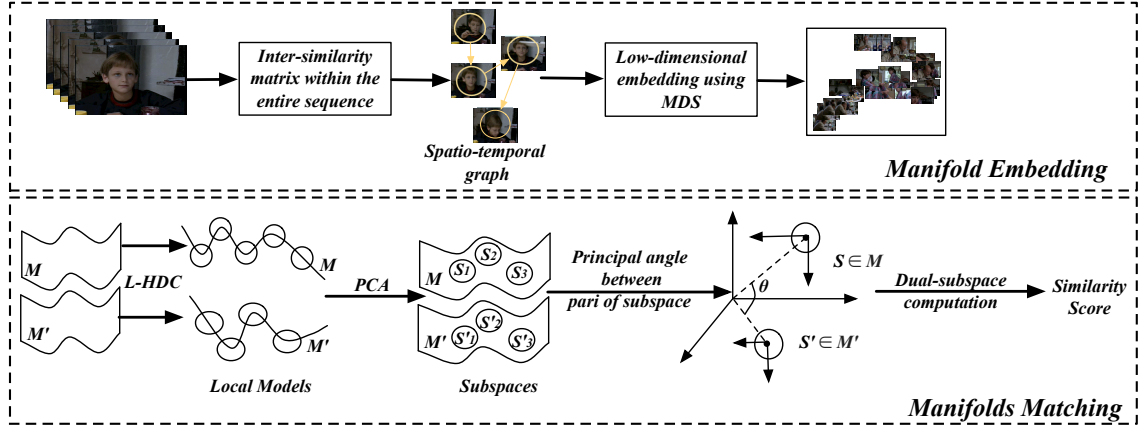 Inter-similarity
matrix within the
entire sequence
Spatio-temporal
graph
Low-dimensional
embedding using
MDS
Manifold Embedding
M
M'
L-HDC
M
M'
Local Models
PCA
M S1 S2 S3
M' S'1 S'2 S'3
Subspaces
Principal angle
between
pari of subspace
θ
S ∈ M
S' ∈ M'
Dual-subspace
computation
Similarity
Score
Manifolds Matching